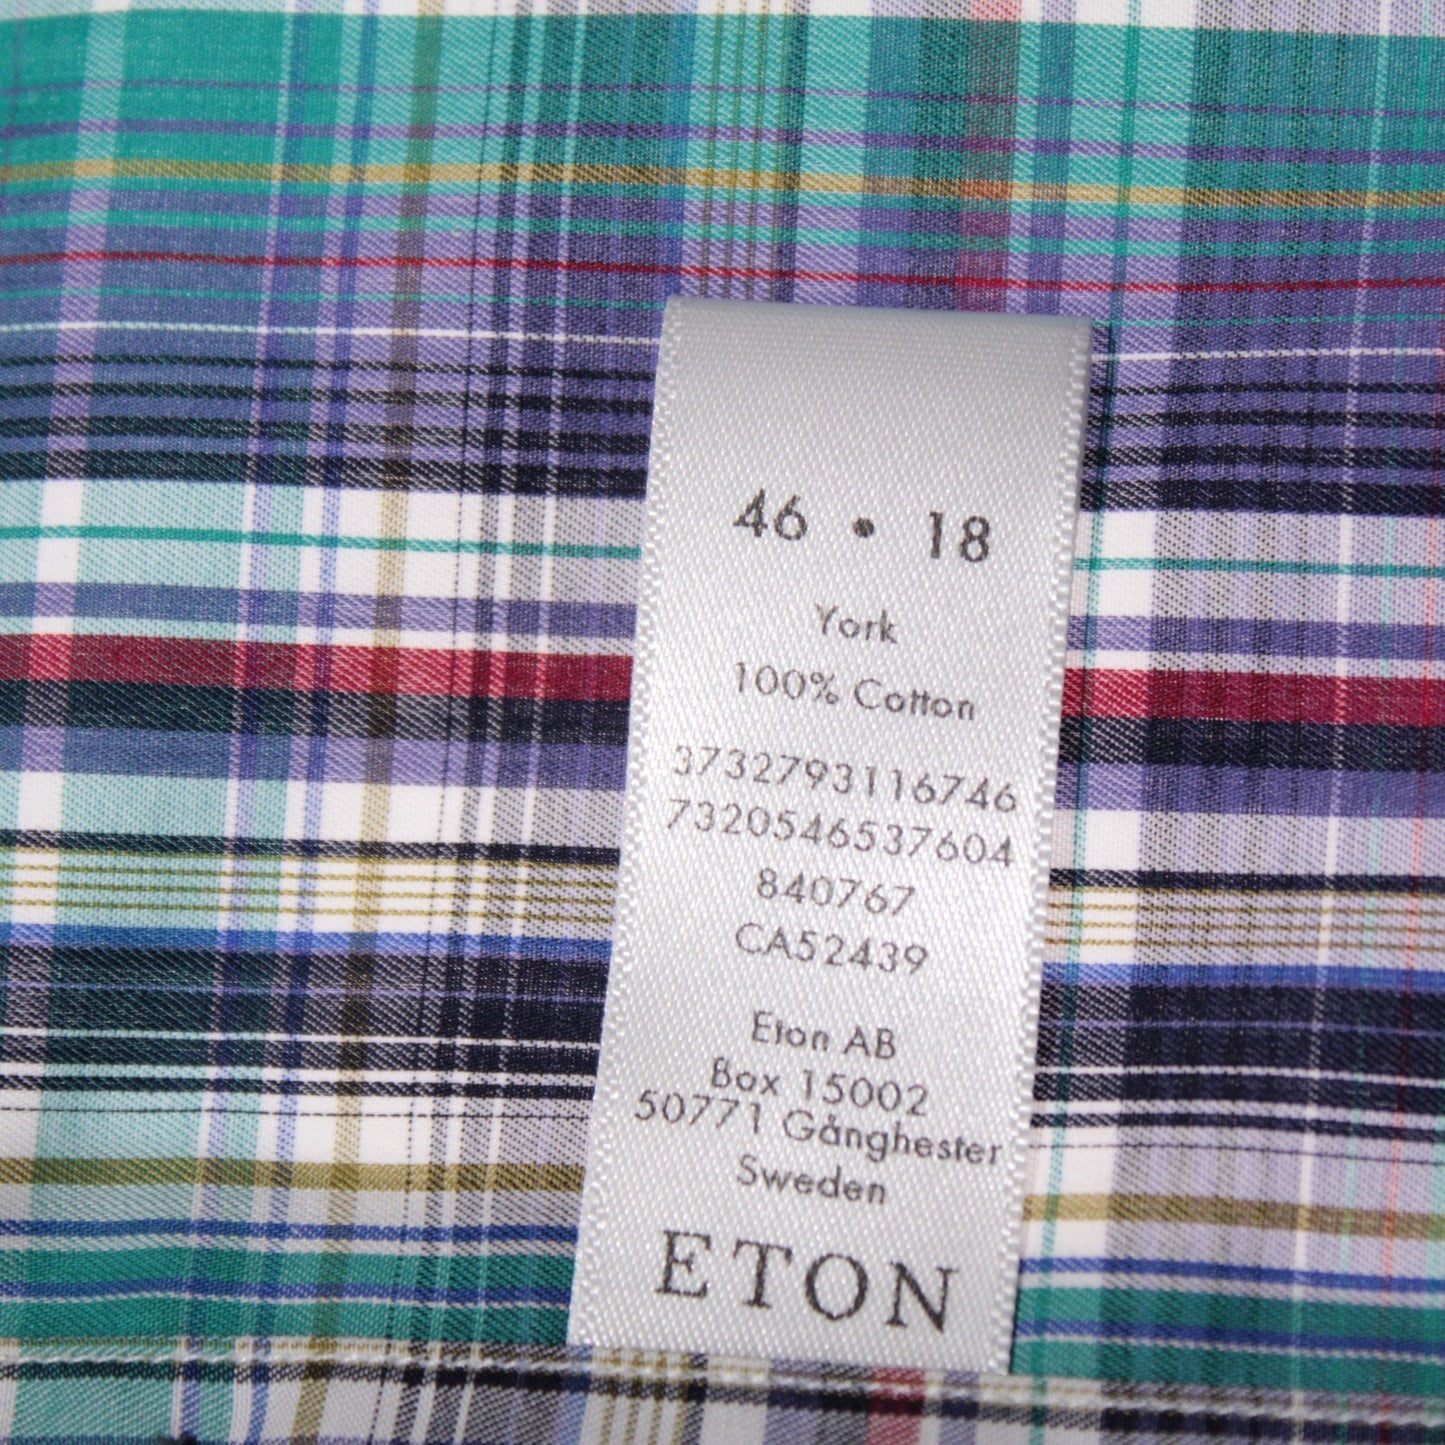 46 • 18
York
100% Cotton
3732793116746
7320546537604
840767
CA52439
Eton AB
Box 15002
50771 Gånghester
Sweden
ETON